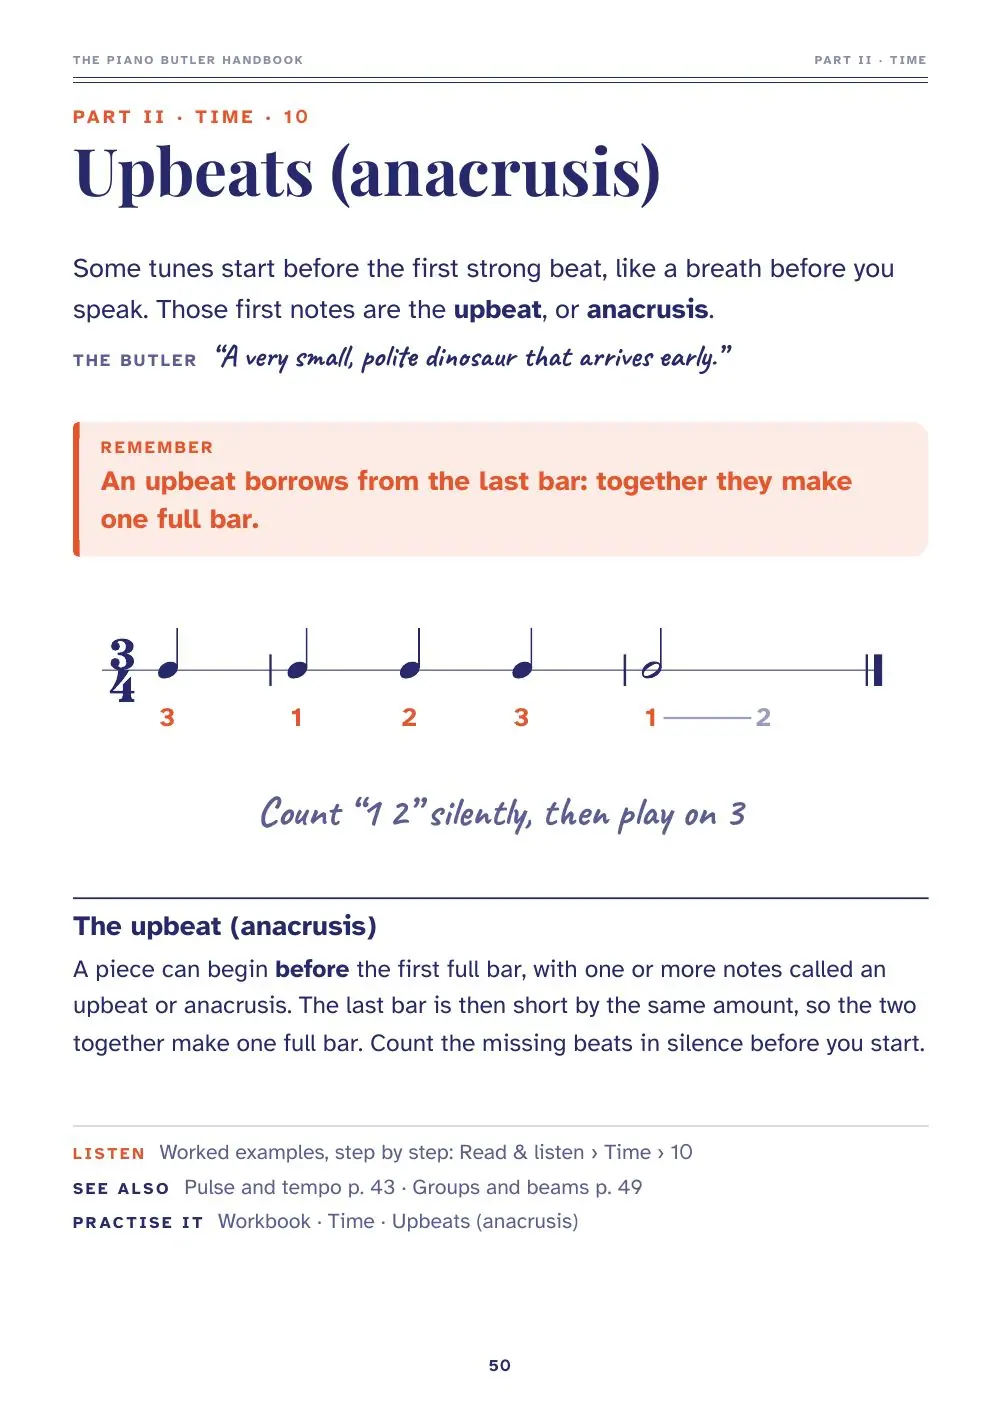 THE PIANO BUTLER HANDBOOK
PART II · TIME
PART II · TIME · 10
Upbeats (anacrusis)
Some tunes start before the first strong beat, like a breath before you
speak. Those first notes are the upbeat, or anacrusis.
THE BUTLER “A very small, polite dinosaur that arrives early.”
REMEMBER
An upbeat borrows from the last bar: together they make
one full bar.
3
4
3 1 2 3 1 2
Count “1 2” silently, then play on 3
The upbeat (anacrusis)
A piece can begin before the first full bar, with one or more notes called an
upbeat or anacrusis. The last bar is then short by the same amount, so the two
together make one full bar. Count the missing beats in silence before you start.
LISTEN Worked examples, step by step: Read & listen › Time › 10
SEE ALSO Pulse and tempo p. 43 · Groups and beams p. 49
PRACTISE IT Workbook · Time · Upbeats (anacrusis)
50